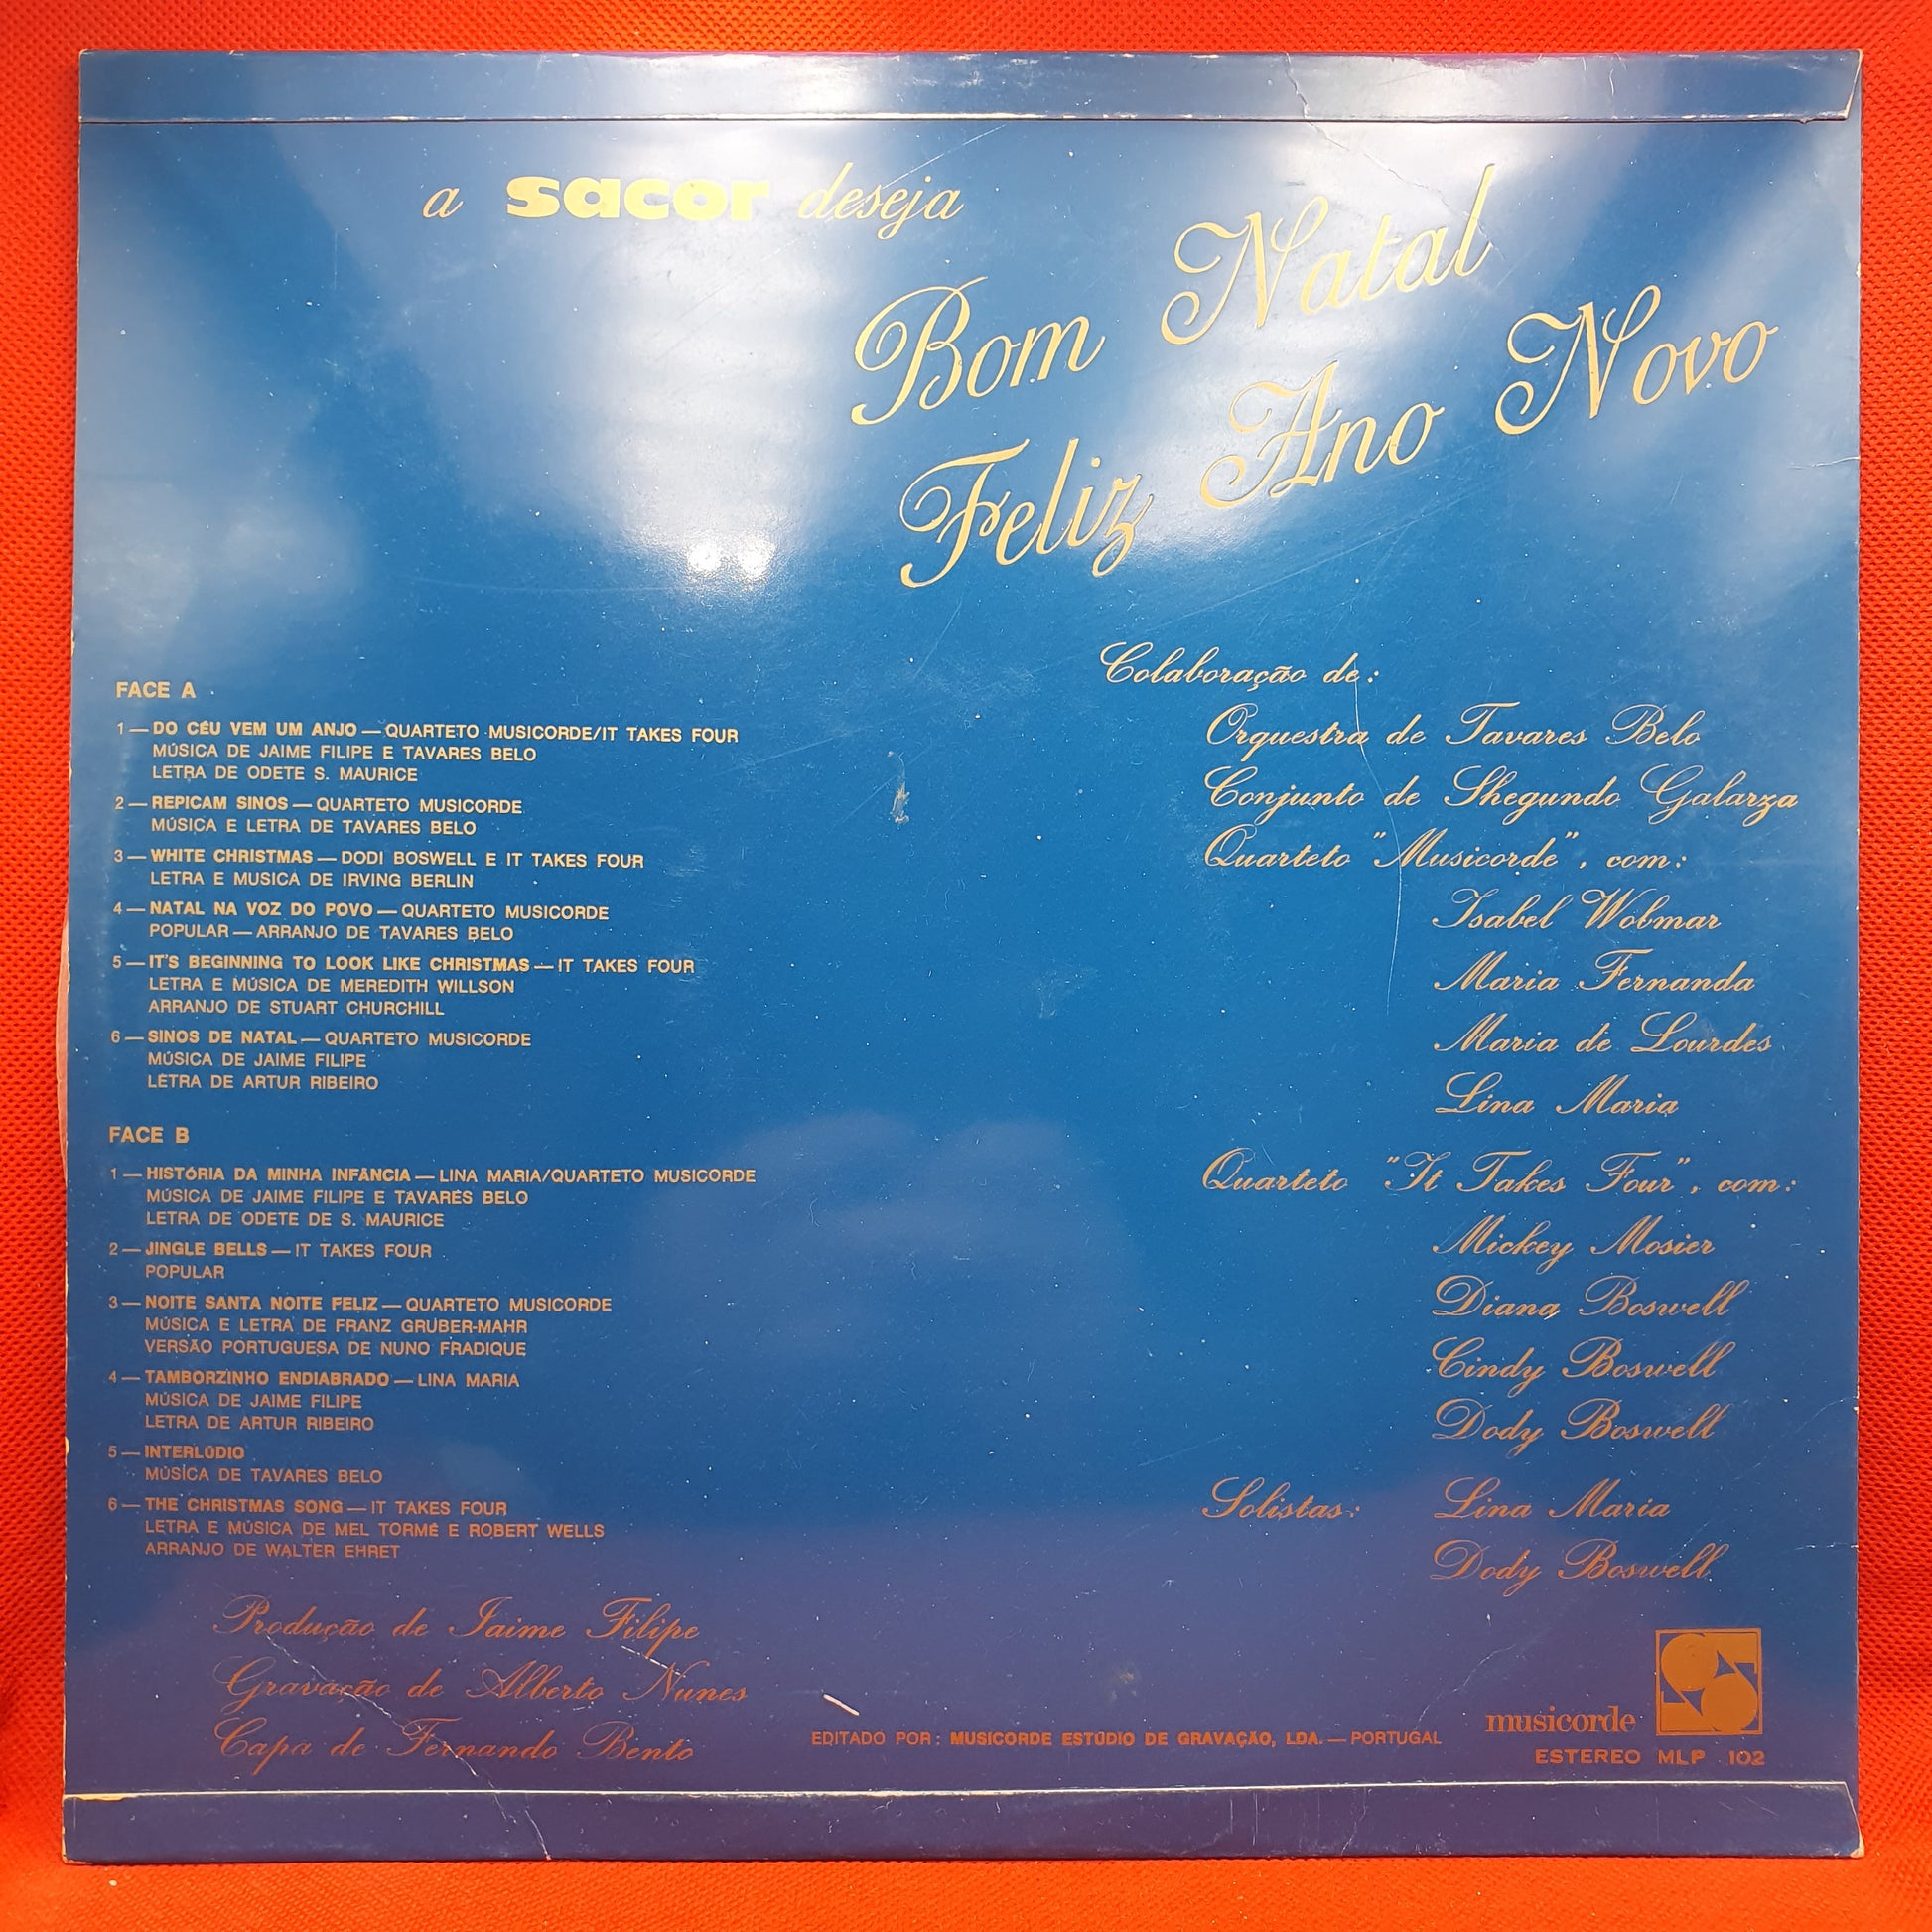 a sacor deseja
Bom Natal
Feliz Ano Novo
FACE A
1 — DO CÉU VEM UM ANJO — QUARTETO MUSICORDE/IT TAKES FOUR
MÚSICA DE JAIME FILIPE E TAVARES BELO
LETRA DE ODETE S. MAURICE
2 — REPICAM SINOS — QUARTETO MUSICORDE
MÚSICA E LETRA DE TAVARES BELO
3 — WHITE CHRISTMAS — DODI BOSWELL E IT TAKES FOUR
LETRA E MUSICA DE IRVING BERLIN
4 — NATAL NA VOZ DO POVO — QUARTETO MUSICORDE
POPULAR — ARRANJO DE TAVARES BELO
5 — IT'S BEGINNING TO LOOK LIKE CHRISTMAS — IT TAKES FOUR
LETRA E MÚSICA DE MEREDITH WILLSON
ARRANJO DE STUART CHURCHILL
6 — SINOS DE NATAL — QUARTETO MUSICORDE
MÚSICA DE JAIME FILIPE
LETRA DE ARTUR RIBEIRO
FACE B
1 — HISTÓRIA DA MINHA INFÂNCIA — LINA MARIA/QUARTETO MUSICORDE
MÚSICA DE JAIME FILIPE E TAVARES BELO
LETRA DE ODETE DE S. MAURICE
2 — JINGLE BELLS — IT TAKES FOUR
POPULAR
3 — NOITE SANTA NOITE FELIZ — QUARTETO MUSICORDE
MÚSICA E LETRA DE FRANZ GRUBER-MAHR
VERSÃO PORTUGUESA DE NUNO FRADIQUE
4 — TAMBORZINHO ENDIABRADO — LINA MARIA
MÚSICA DE JAIME FILIPE
LETRA DE ARTUR RIBEIRO
5 — INTERLÚDIO
MÚSICA DE TAVARES BELO
6 — THE CHRISTMAS SONG — IT TAKES FOUR
LETRA E MÚSICA DE MEL TORMÉ E ROBERT WELLS
ARRANJO DE WALTER EHRET
Produção de Jaime Filipe
Gravação de Alberto Nunes
Capa de Fernando Bento
Colaboração de:
Orquestra de Tavares Belo
Conjunto de Shegundo Galarza
Quarteto "Musicorde", com:
Isabel Wolmar
Maria Fernanda
Maria de Lourdes
Lina Maria
Quarteto "It Takes Four", com:
Mickey Mosier
Diana Boswell
Cindy Boswell
Dody Boswell
Solistas: Lina Maria
Dody Boswell
EDITADO POR: MUSICORDE ESTÚDIO DE GRAVAÇÃO, LDA. — PORTUGAL
musicorde
ESTEREO MLP 102